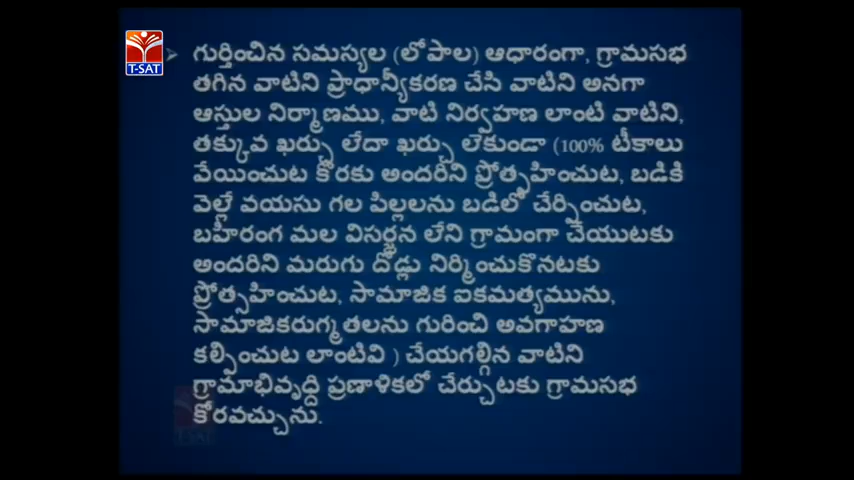 T-SAT
గుర్తించిన సమస్యల (లోపాల) ఆధారంగా, గ్రామసభ
తగిన వాటిని ప్రాధాన్యీకరణ చేసి వాటిని అనగా
ఆస్తుల నిర్మాణము, వాటి నిర్వహణ లాంటి వాటిని,
తక్కువ ఖర్చు లేదా ఖర్చు లేకుండా (100% టీకాలు
వేయించుట కొరకు అందరిని ప్రోత్సహించుట, బడికి
వెల్లే వయసు గల పిల్లలను బడిలో చేర్పించుట,
బహిరంగ మల విసర్జన లేని గ్రామంగా చేయుటకు
అందరిని మరుగు దొడ్లు నిర్మించుకొనటకు
ప్రోత్సహించుట, సామాజిక ఐకమత్యమును,
సామాజికరుగ్మతలను గురించి అవగాహణ
కల్పించుట లాంటివి ) చేయగల్గిన వాటిని
గ్రామాభివృద్ధి ప్రణాళికలో చేర్చుటకు గ్రామసభ
కోరవచ్చును.
T-SAT